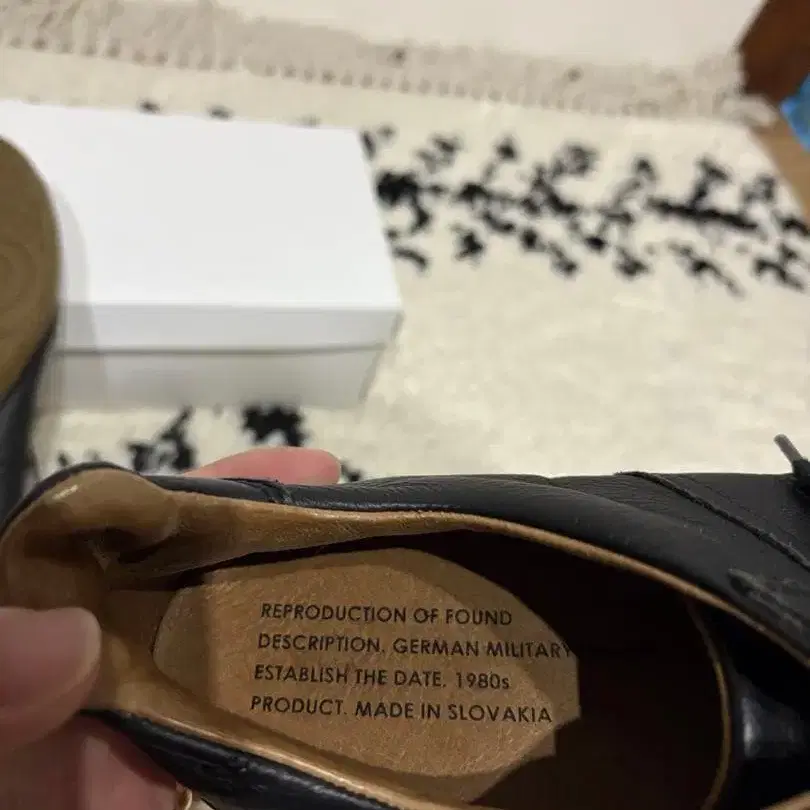 REPRODUCTION OF FOUND
DESCRIPTION. GERMAN MILITARY
ESTABLISH THE DATE. 1980s
PRODUCT. MADE IN SLOVAKIA